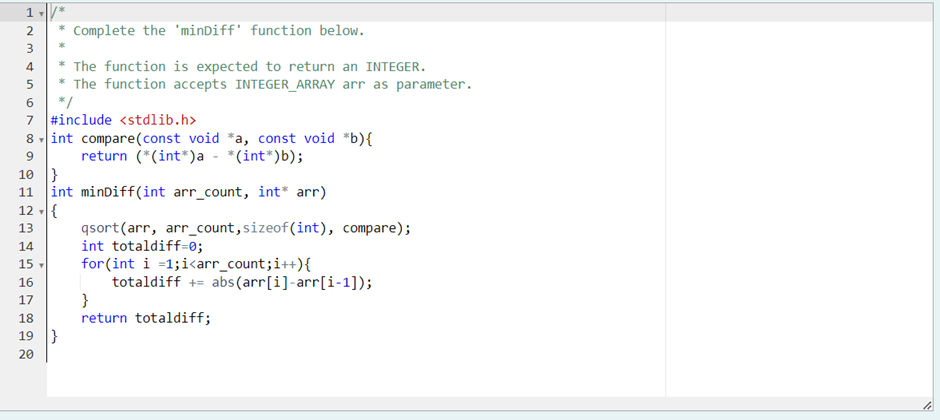 1 /*
2  * Complete the 'minDiff' function below.
3  *
4  * The function is expected to return an INTEGER.
5  * The function accepts INTEGER_ARRAY arr as parameter.
6  */
7 #include <stdlib.h>
8 int compare(const void *a, const void *b){
9     return (*(int*)a - *(int*)b);
10 }
11 int minDiff(int arr_count, int* arr)
12 {
13     qsort(arr, arr_count,sizeof(int), compare);
14     int totaldiff=0;
15     for(int i =1;i<arr_count;i++){
16         totaldiff += abs(arr[i]-arr[i-1]);
17     }
18     return totaldiff;
19 }
20